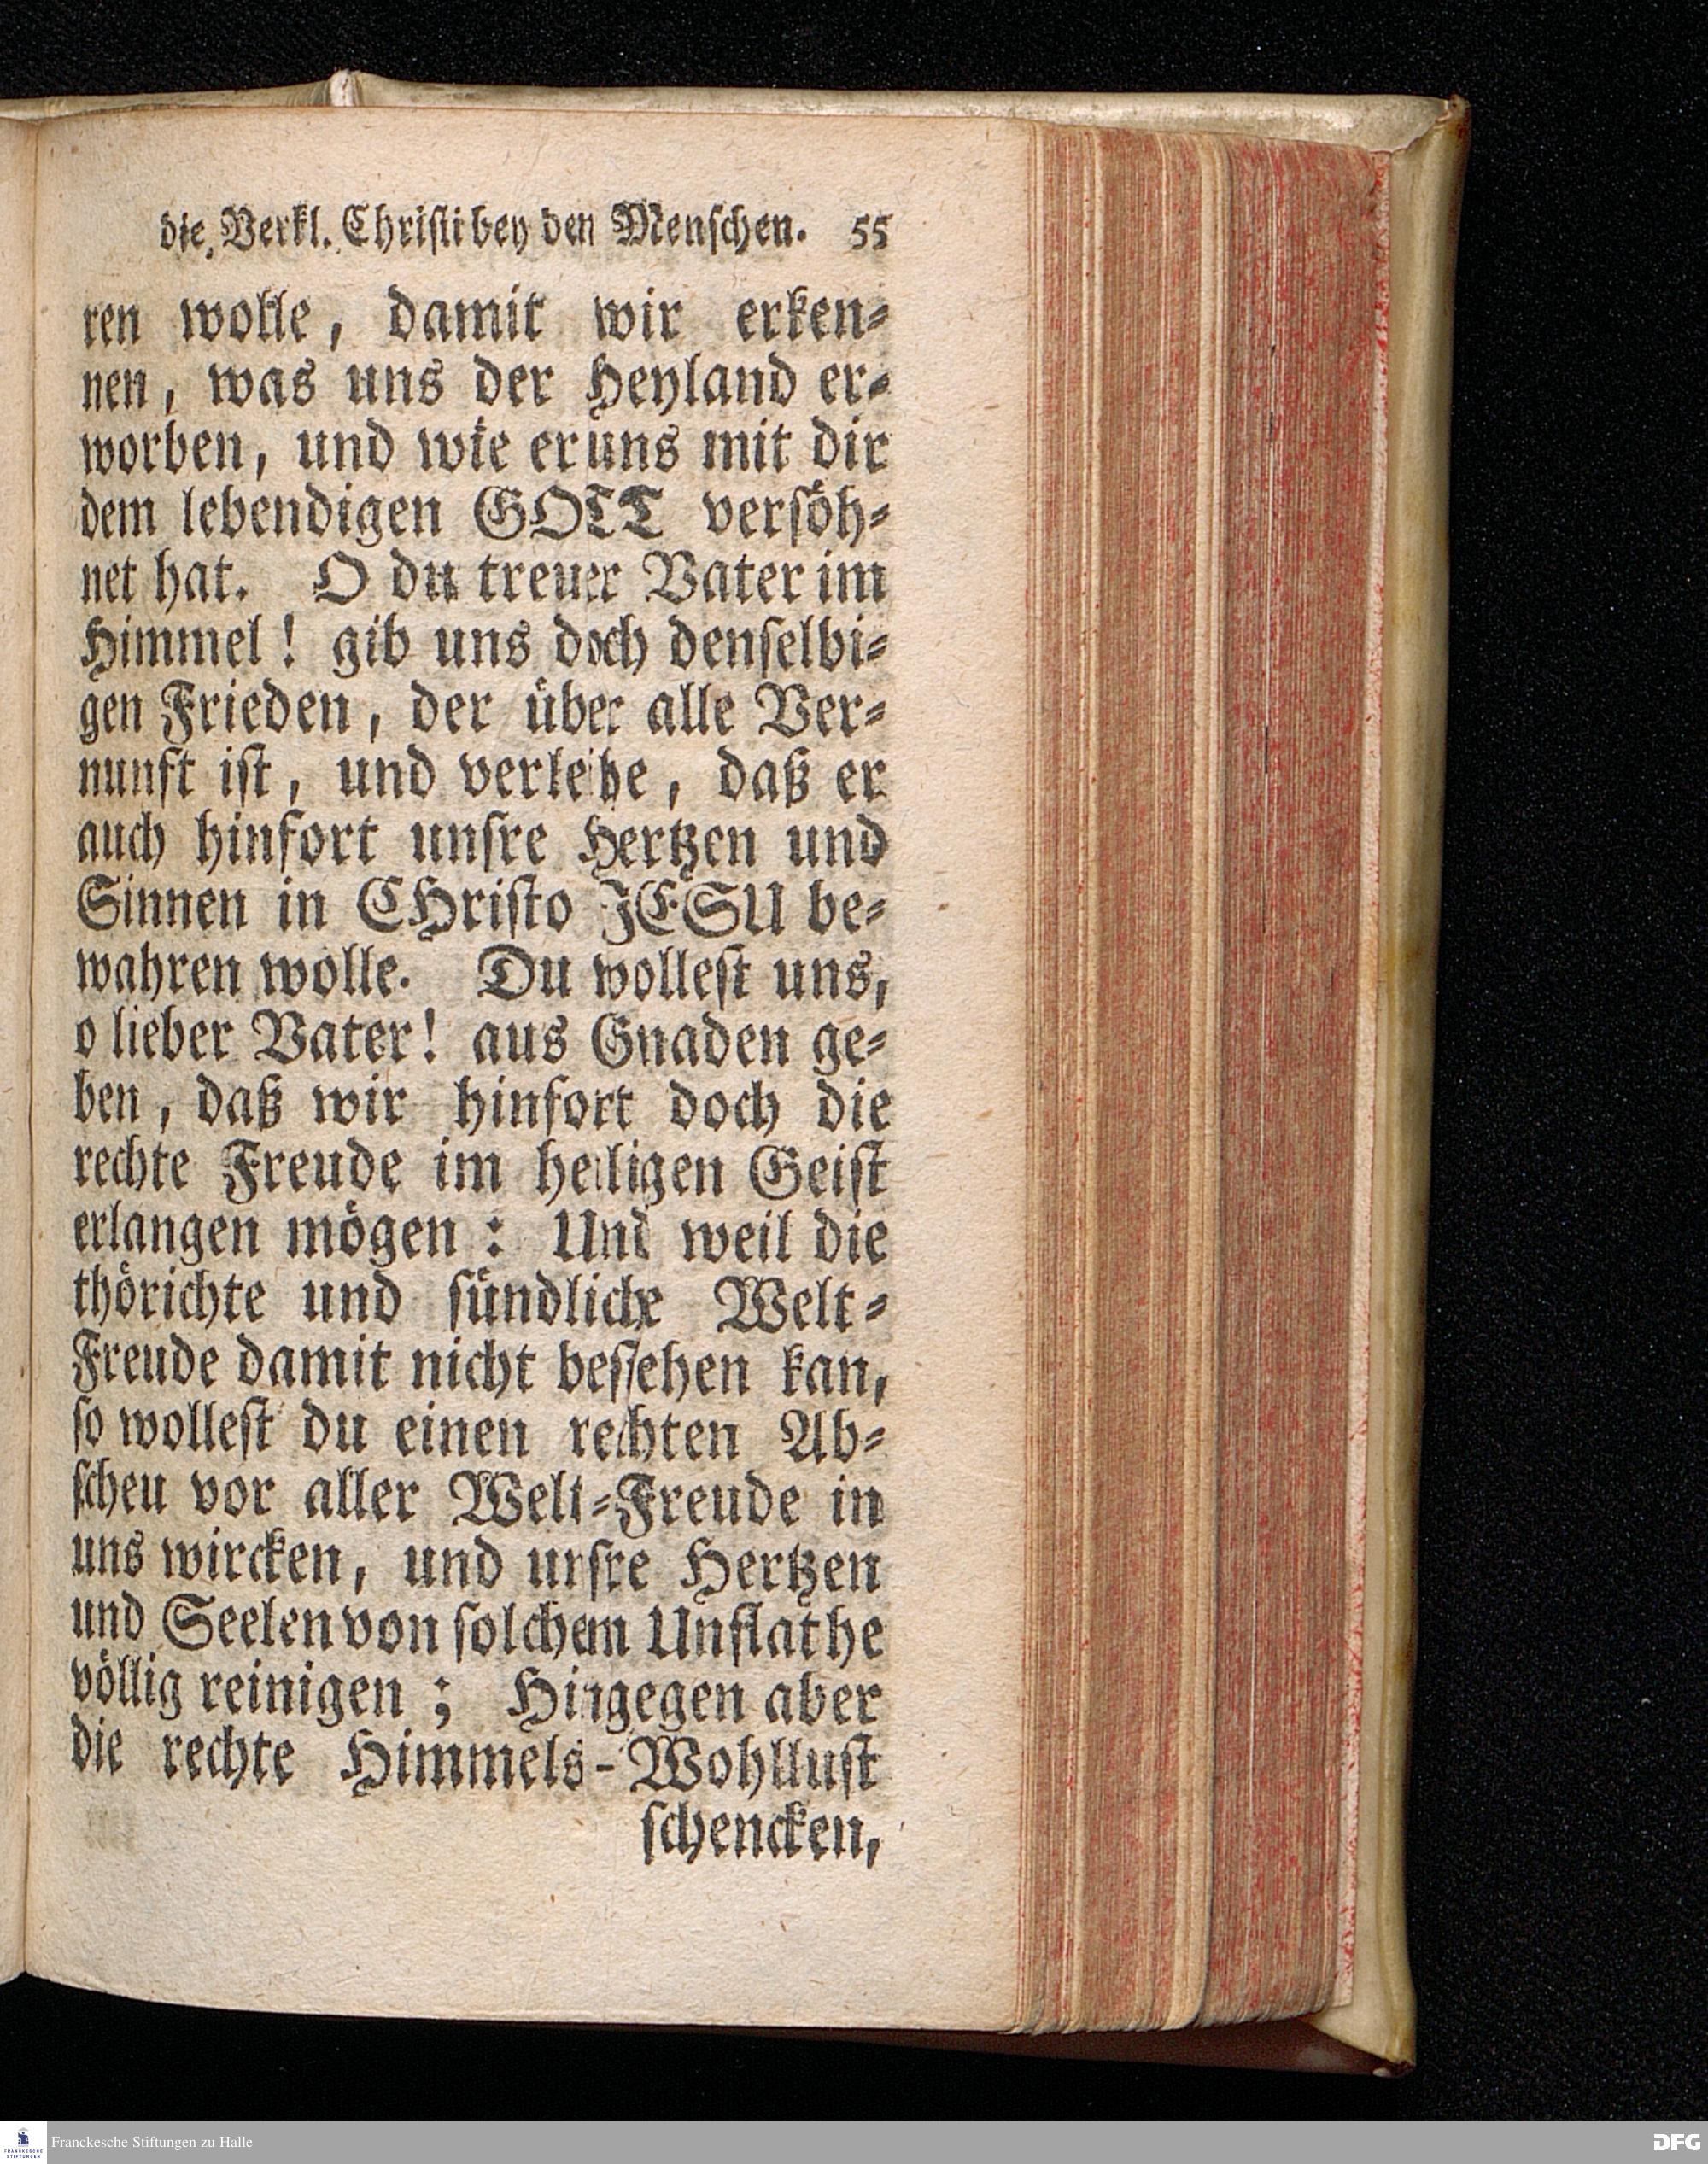 die Verkl. Christi bey den Menschen. 55
ren wolle, damit wir erken-
nen, was uns der Heyland er-
worben, und wie er uns mit dir
dem lebendigen GOTT versöh-
net hat. O du treuer Vater im
Himmel! gib uns doch denselbi-
gen Frieden, der über alle Ver-
nunft ist, und verleihe, daß er
auch hinfort unsre Hertzen und
Sinnen in CHristo JESU be-
wahren wolle. Du wollest uns,
o lieber Vater! aus Gnaden ge-
ben, daß wir hinfort doch die
rechte Freude im heiligen Geist
erlangen mögen: Und weil die
thörichte und sündliche Welt-
Freude damit nicht bestehen kan,
so wollest du einen rechten Ab-
scheu vor aller Welt-Freude in
uns wircken, und unsre Hertzen
und Seelen von solchem Unflathe
völlig reinigen; Hingegen aber
die rechte Himmels-Wohllust
schencken,
FRANCKESCHE
STIFTUNGEN
Franckesche Stiftungen zu Halle
DFG